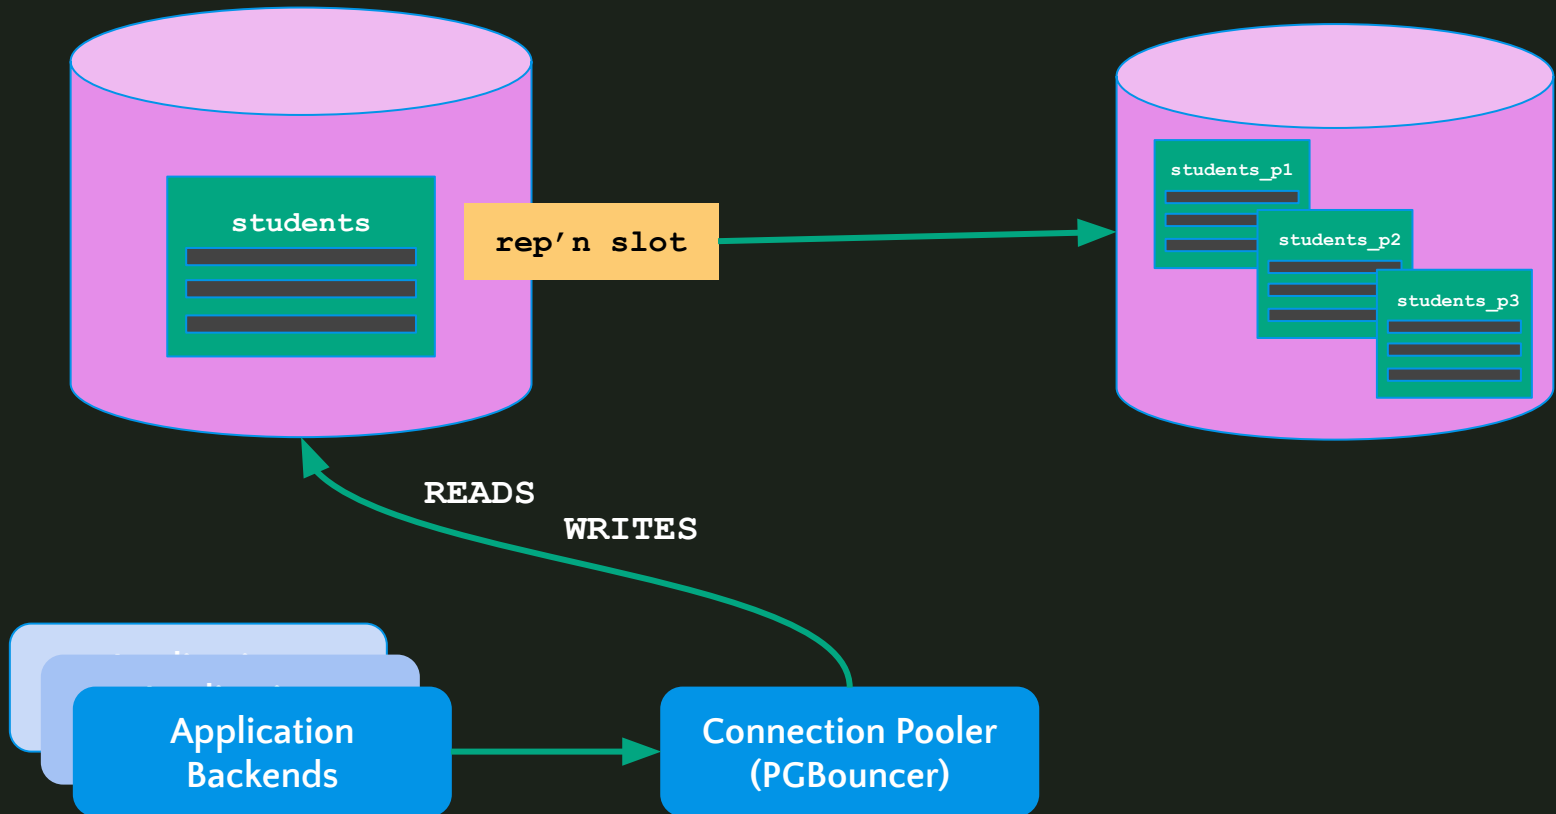 students
rep’n slot
students_p1
students_p2
students_p3
READS
WRITES
Application
Backends
Connection Pooler
(PGBouncer)